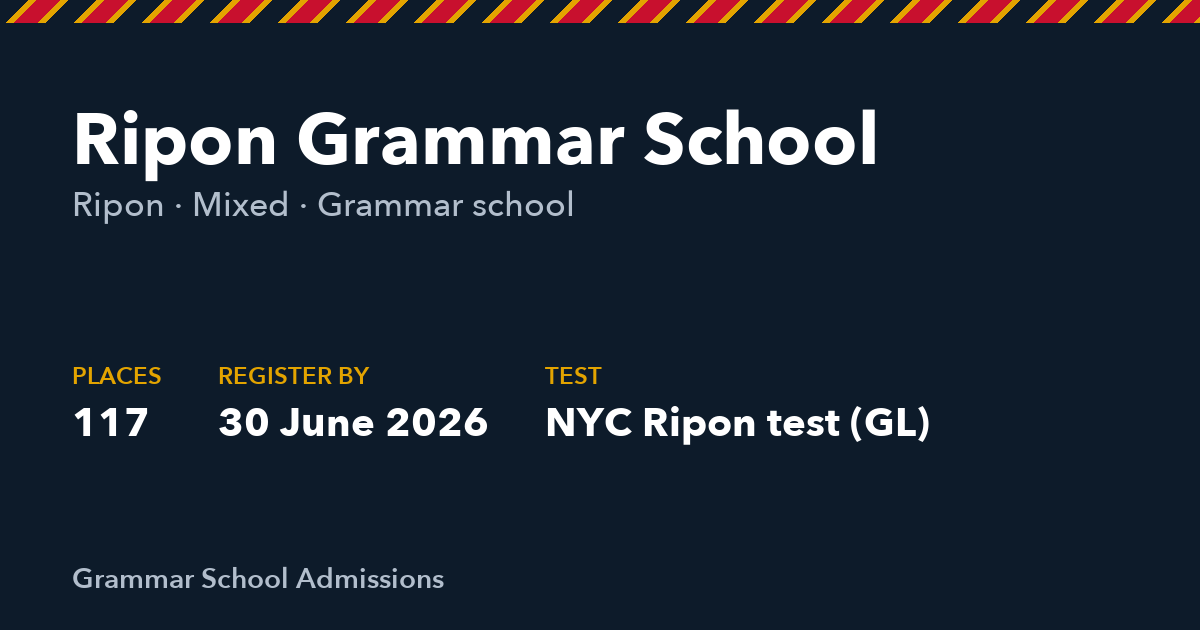 Ripon Grammar School
Ripon · Mixed · Grammar school
PLACES
117
REGISTER BY
30 June 2026
TEST
NYC Ripon test (GL)
Grammar School Admissions